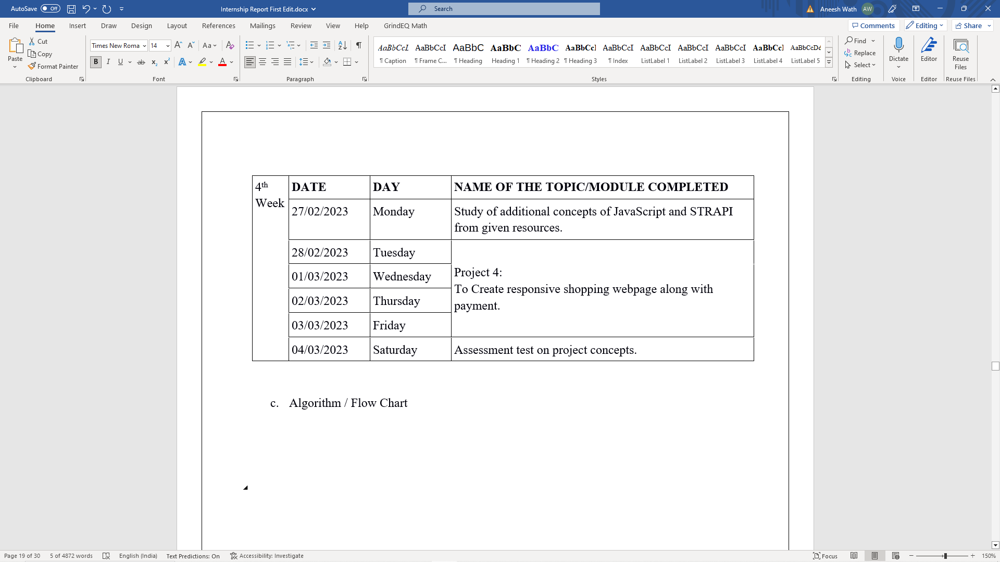 AutoSave Off Internship Report First Edit.docx Search Aneesh Wath AW
File Home Insert Draw Design Layout References Mailings Review View Help GrindEQ Math Comments Editing Share
Paste Cut Copy Format Painter
Clipboard
Times New Roma 14 Aa
B I U ab x₂ x² A A
Font
Paragraph
AaBbCcI AaBbCcI AaBbC AaBbC AaBbC AaBbCcI AaBbCcI AaBbCcI AaBbCcI AaBbCcI AaBbCcI AaBbCcDd
¶ Caption ¶ Frame C... ¶ Heading Heading 1 ¶ Heading 2 ¶ Heading 3 ¶ Index ListLabel 1 ListLabel 2 ListLabel 3 ListLabel 4 ListLabel 5
Styles
Find
Replace
Select
Editing
Dictate
Voice
Editor
Editor
Reuse
Files
Reuse Files
4th
Week
DATE DAY NAME OF THE TOPIC/MODULE COMPLETED
27/02/2023 Monday Study of additional concepts of JavaScript and STRAPI
from given resources.
28/02/2023 Tuesday
01/03/2023 Wednesday
02/03/2023 Thursday
03/03/2023 Friday
Project 4:
To Create responsive shopping webpage along with
payment.
04/03/2023 Saturday Assessment test on project concepts.
c. Algorithm / Flow Chart
Page 19 of 30 5 of 4872 words English (India) Text Predictions: On Accessibility: Investigate Focus 150%